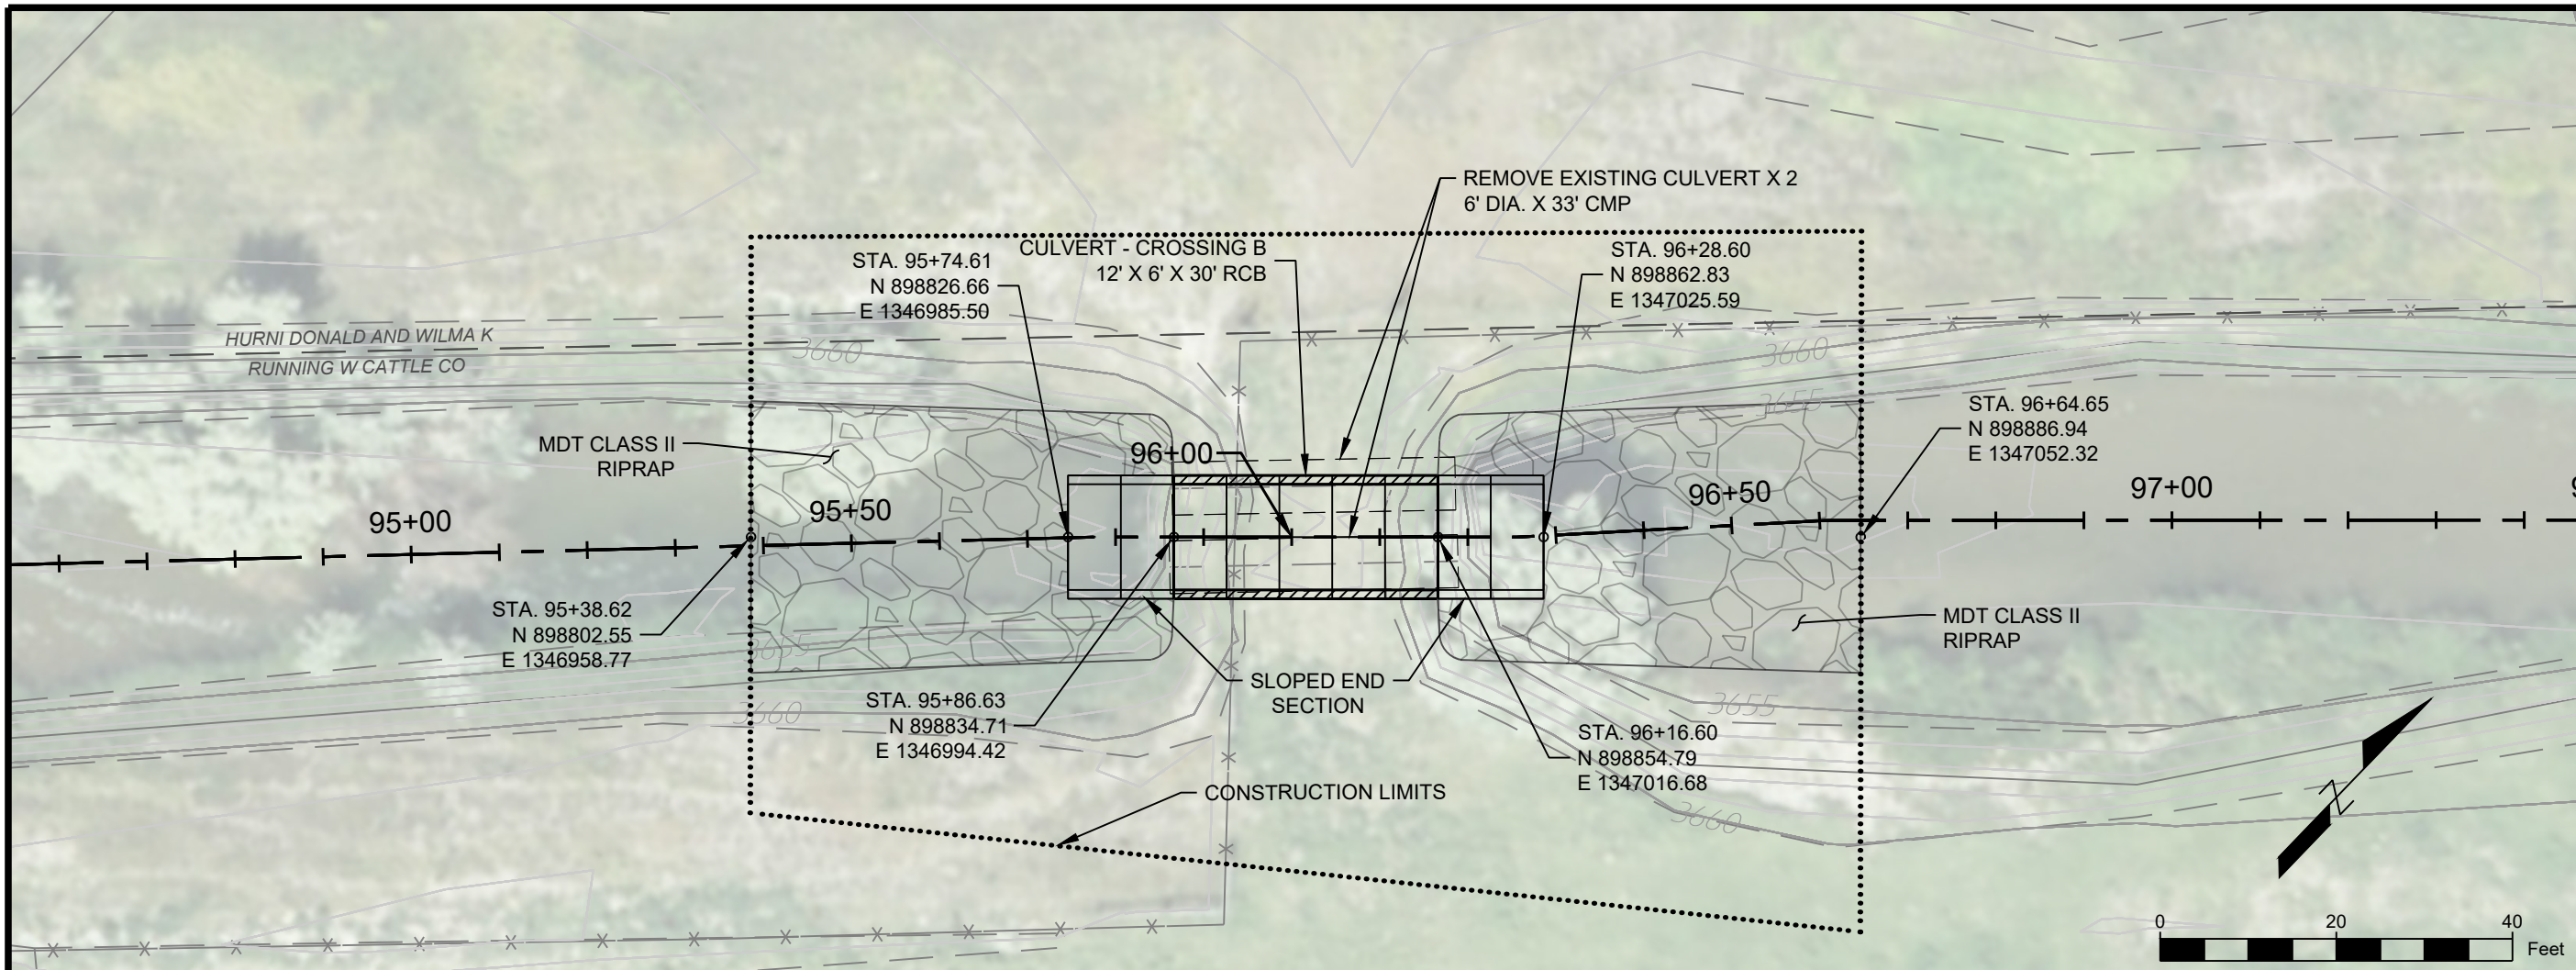 REMOVE EXISTING CULVERT X 2
6' DIA. X 33' CMP
CULVERT - CROSSING B
12' X 6' X 30' RCB
STA. 95+74.61
N 898826.66
E 1346985.50
STA. 96+28.60
N 898862.83
E 1347025.59
HURNI DONALD AND WILMA K
RUNNING W CATTLE CO
3660
3660
3655
STA. 96+64.65
N 898886.94
E 1347052.32
MDT CLASS II
RIPRAP
96+00
95+00
95+50
96+50
97+00
STA. 95+38.62
N 898802.55
E 1346958.77
3655
3660
MDT CLASS II
RIPRAP
SLOPED END
SECTION
STA. 95+86.63
N 898834.71
E 1346994.42
3655
STA. 96+16.60
N 898854.79
E 1347016.68
CONSTRUCTION LIMITS
3660
N
0 20 40
Feet